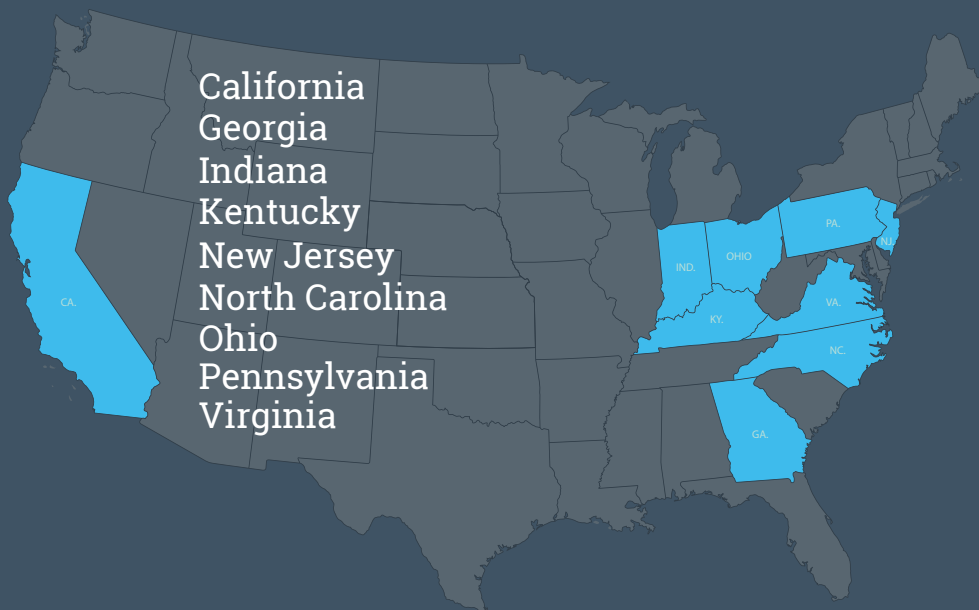 California
Georgia
Indiana
Kentucky
New Jersey
North Carolina
Ohio
Pennsylvania
Virginia
PA.
NJ.
OHIO
IND.
CA.
VA.
KY.
NC.
GA.